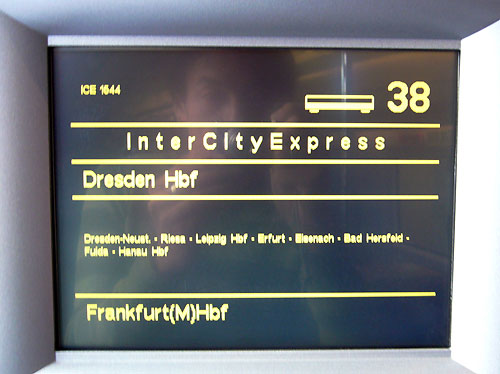 ICE 1644
38
InterCityExpress
Dresden Hbf
Dresden-Neust. - Riesa - Leipzig Hbf - Erfurt - Eisenach - Bad Hersfeld -
Fulda - Hanau Hbf
Frankfurt(M)Hbf